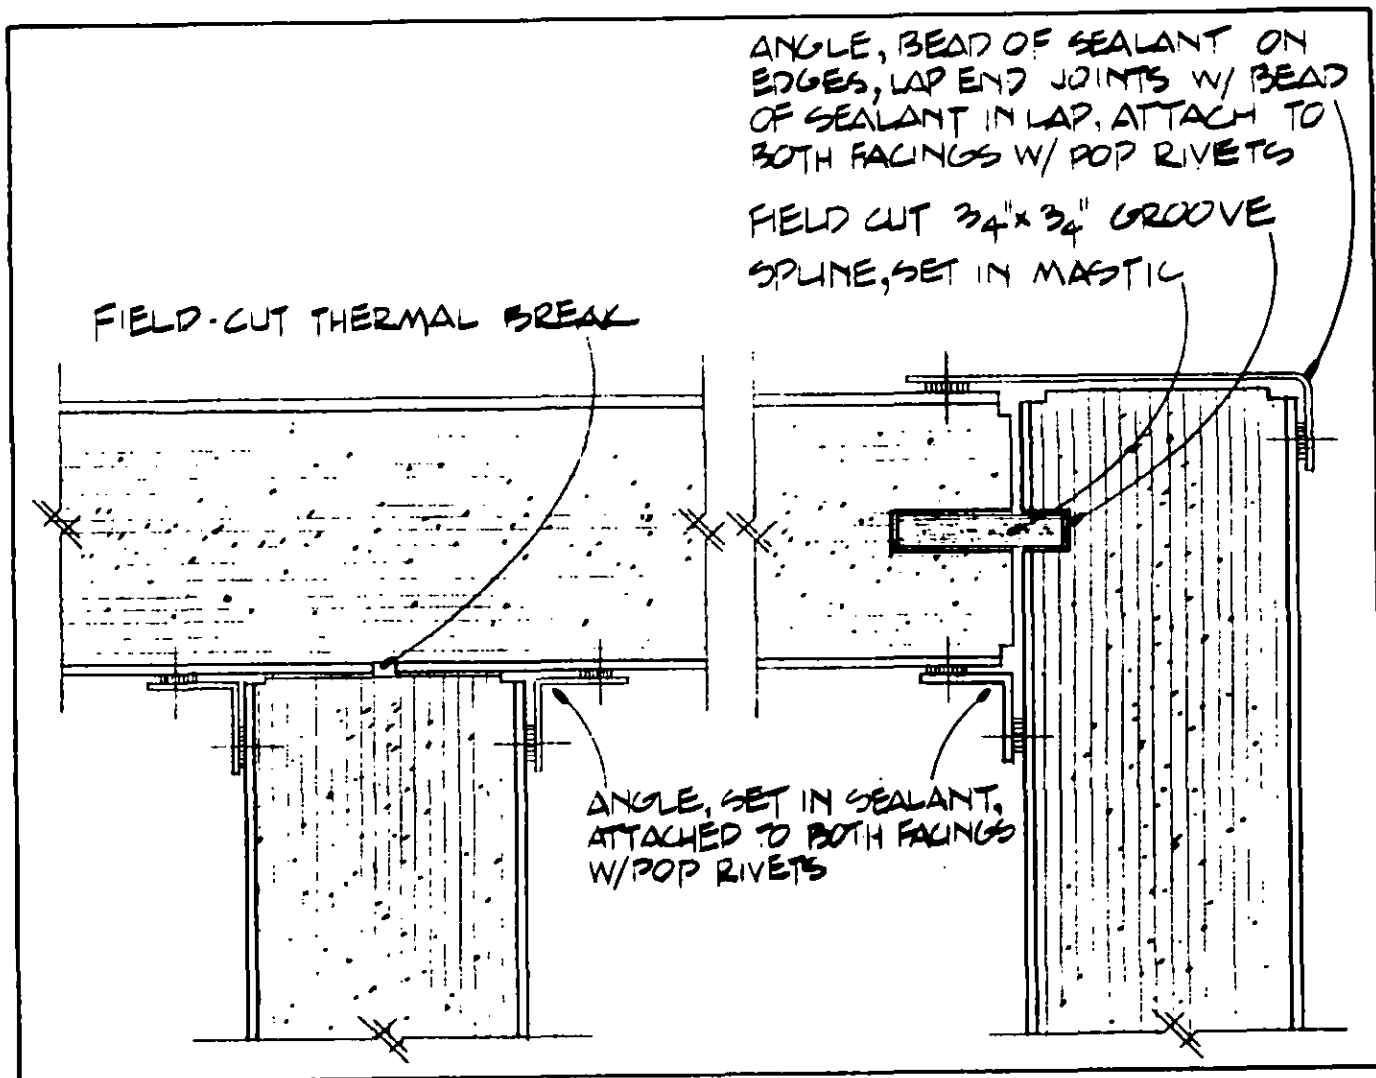 ANGLE, BEAD OF SEALANT ON
EDGES, LAP END JOINTS W/ BEAD
OF SEALANT IN LAP. ATTACH TO
BOTH FACINGS W/ POP RIVETS
FIELD CUT 3/4" x 3/4" GROOVE
SPLINE, SET IN MASTIC
FIELD-CUT THERMAL BREAK
ANGLE, SET IN SEALANT,
ATTACHED TO BOTH FACINGS
W/POP RIVETS